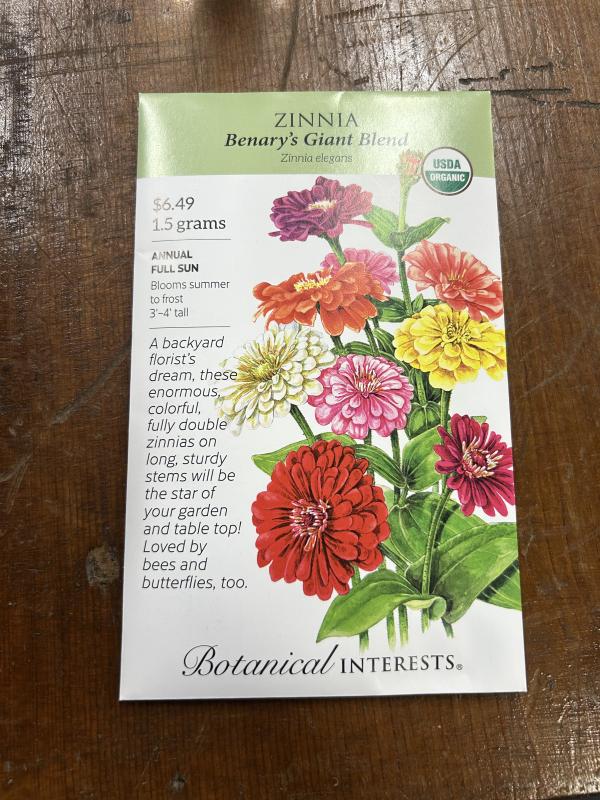 ZINNIA
Benary's Giant Blend
Zinnia elegans
USDA
ORGANIC
$6.49
1.5 grams
ANNUAL
FULL SUN
Blooms summer
to frost
3'–4' tall
A backyard
florist's
dream, these
enormous,
colorful,
fully double
zinnias on
long, sturdy
stems will be
the star of
your garden
and table top!
Loved by
bees and
butterflies, too.
Botanical INTERESTS®